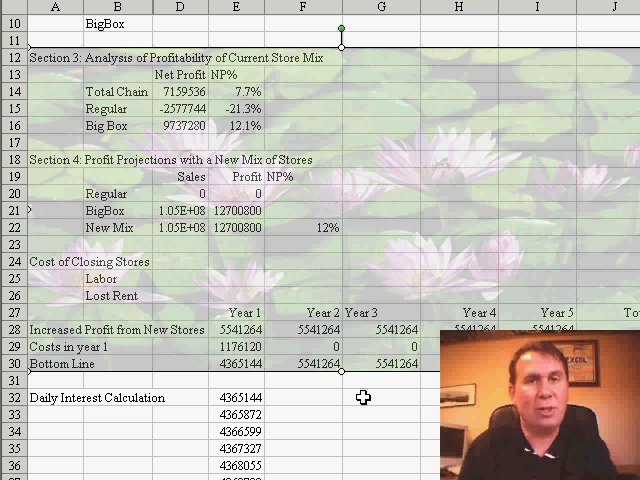 A B C D E F G H I J
10 BigBox
11
12 Section 3: Analysis of Profitability of Current Store Mix
13 Net Profit NP%
14 Total Chain 7159536 7.7%
15 Regular -2577744 -21.3%
16 Big Box 9737280 12.1%
17
18 Section 4: Profit Projections with a New Mix of Stores
19 Sales Profit NP%
20 Regular 0 0
21 BigBox 1.05E+08 12700800
22 New Mix 1.05E+08 12700800 12%
23
24 Cost of Closing Stores
25 Labor
26 Lost Rent
27 Year 1 Year 2 Year 3 Year 4 Year 5
28 Increased Profit from New Stores 5541264 5541264 5541264 5541264 5541264
29 Costs in year 1 1176120 0 0
30 Bottom Line 4365144 5541264 5541264
31
32 Daily Interest Calculation 4365144
33 4365872
34 4366599
35 4367327
36 4368055
EXCEL